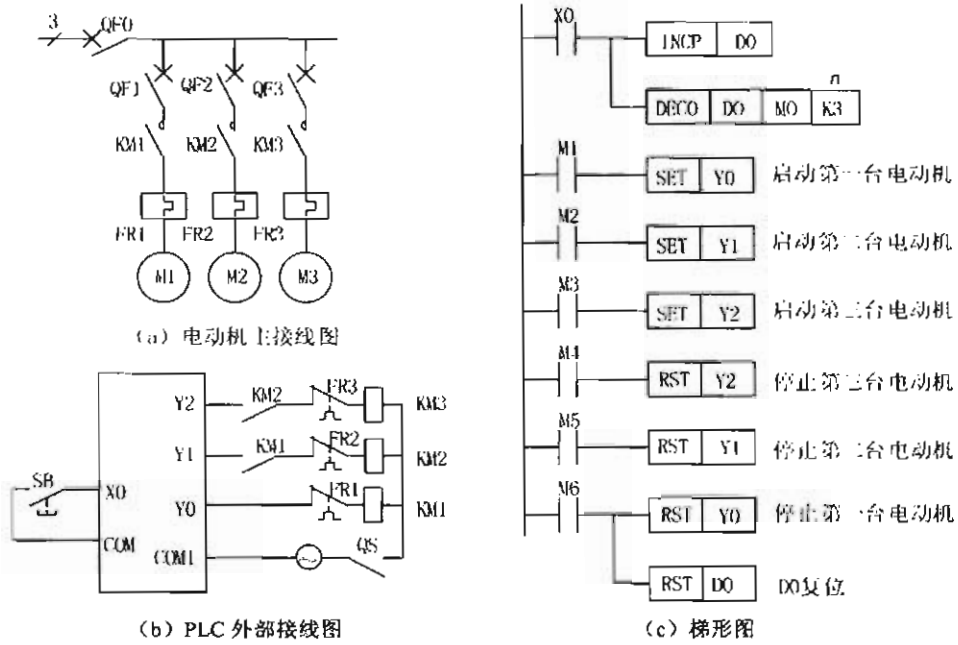 3
QF0
QF1 QF2 QF3
KM1 KM2 KM3
FR1 FR2 FR3
M1 M2 M3
(a) 电动机主接线图
Y2 KM2 FR3 KM3
Y1 KM1 FR2 KM2
SB X0 Y0 FR1 KM1
COM COM1 QS
(b) PLC 外部接线图
X0
INCP D0
n
DECO D0 M0 K3
M1
SET Y0 启动第一台电动机
M2
SET Y1 启动第二台电动机
M3
SET Y2 启动第三台电动机
M4
RST Y2 停止第三台电动机
M5
RST Y1 停止第二台电动机
M6
RST Y0 停止第一台电动机
RST D0 D0复位
(c) 梯形图